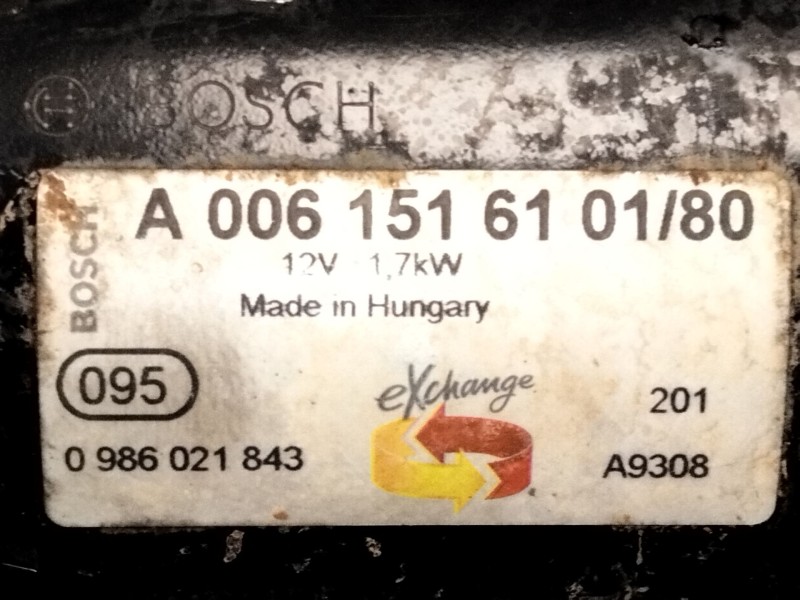 BOSCH
A 006 151 61 01/80
BOSCH
12V 1,7kW
Made in Hungary
095
eXchange
201
0 986 021 843
A9308